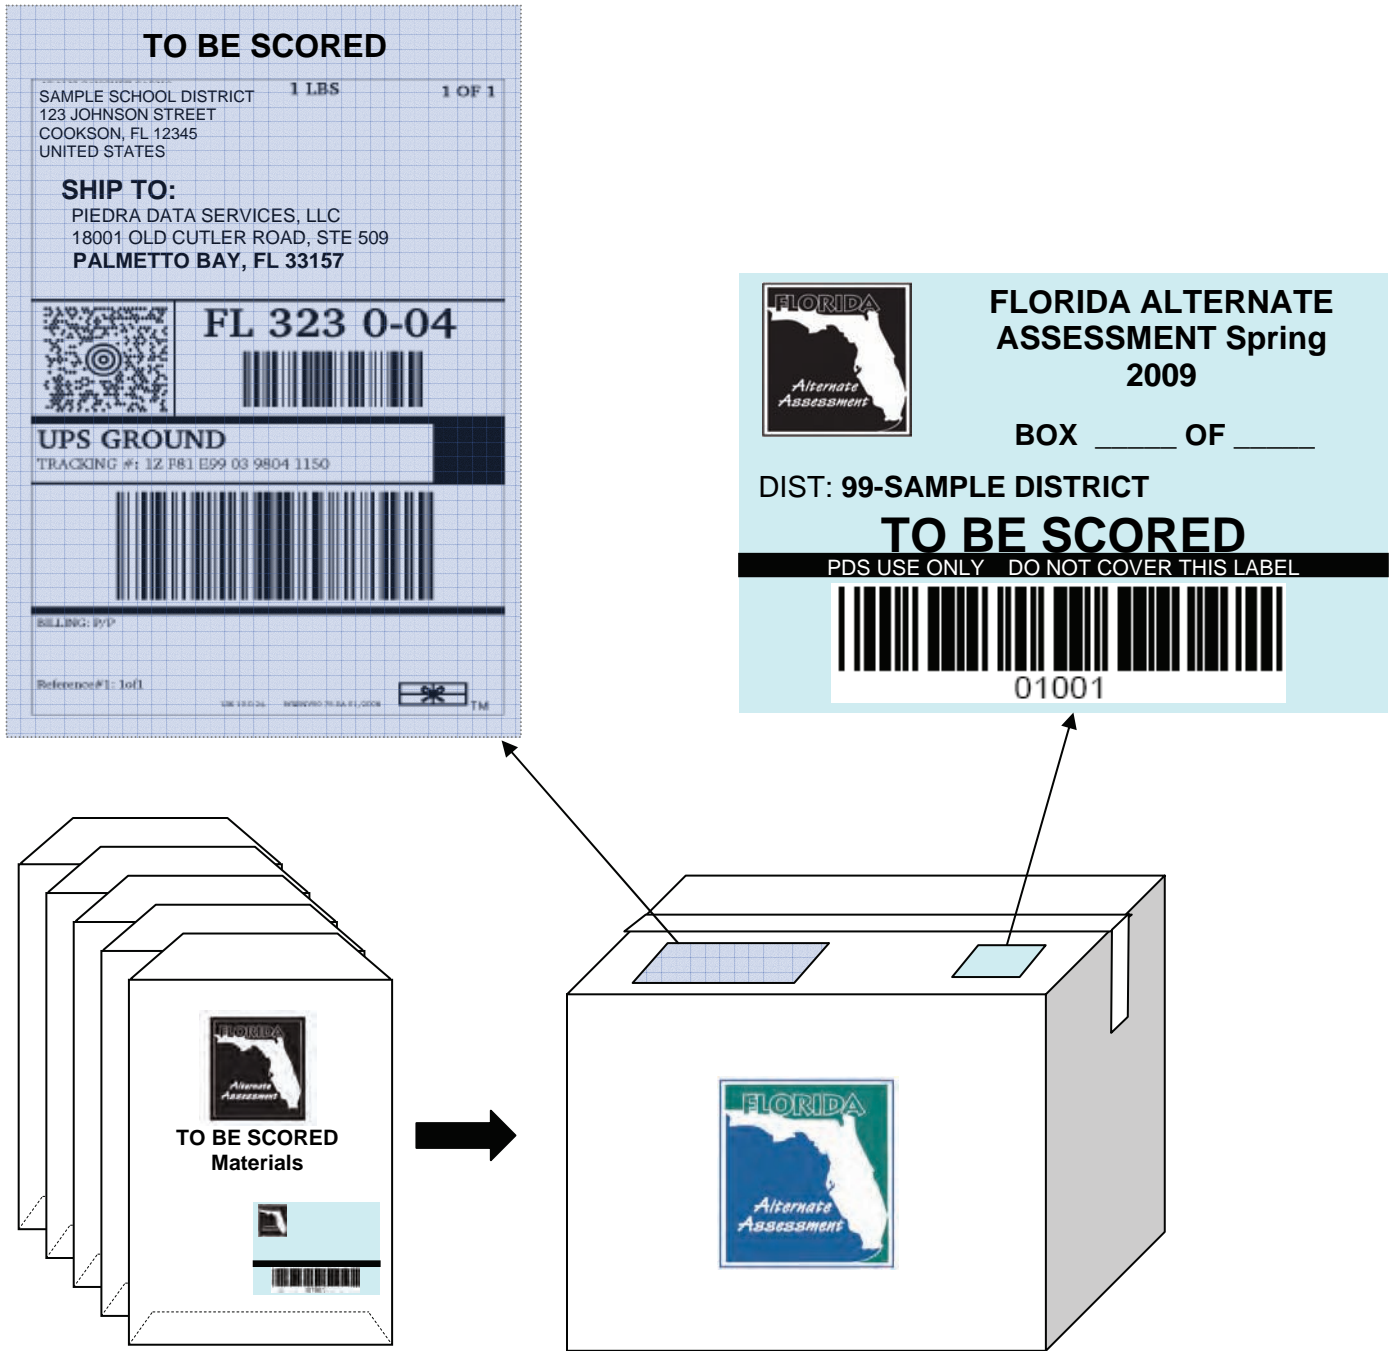 TO BE SCORED
1 LBS
1 OF 1
SAMPLE SCHOOL DISTRICT
123 JOHNSON STREET
COOKSON, FL 12345
UNITED STATES
SHIP TO:
PIEDRA DATA SERVICES, LLC
18001 OLD CUTLER ROAD, STE 509
PALMETTO BAY, FL 33157
FL 323 0-04
UPS GROUND
TRACKING #: 1Z F81 E99 03 9804 1150
BILLING: P/P
Reference#1: 1of1
TM
FLORIDA
Alternate
Assessment
FLORIDA ALTERNATE
ASSESSMENT Spring
2009
BOX _____ OF _____
DIST: 99-SAMPLE DISTRICT
TO BE SCORED
PDS USE ONLY DO NOT COVER THIS LABEL
01001
FLORIDA
Alternate
Assessment
TO BE SCORED
Materials
FLORIDA
Alternate
Assessment